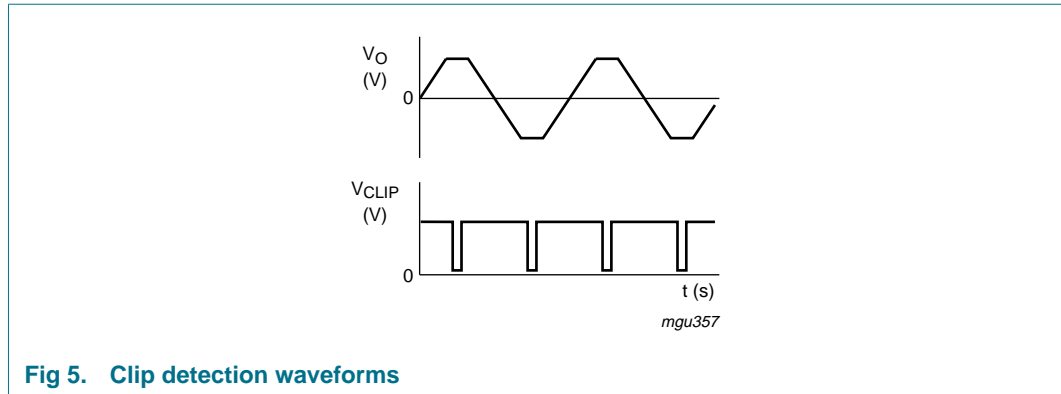 VO
(V)
0
VCLIP
(V)
0
t (s)
mgu357
Fig 5. Clip detection waveforms